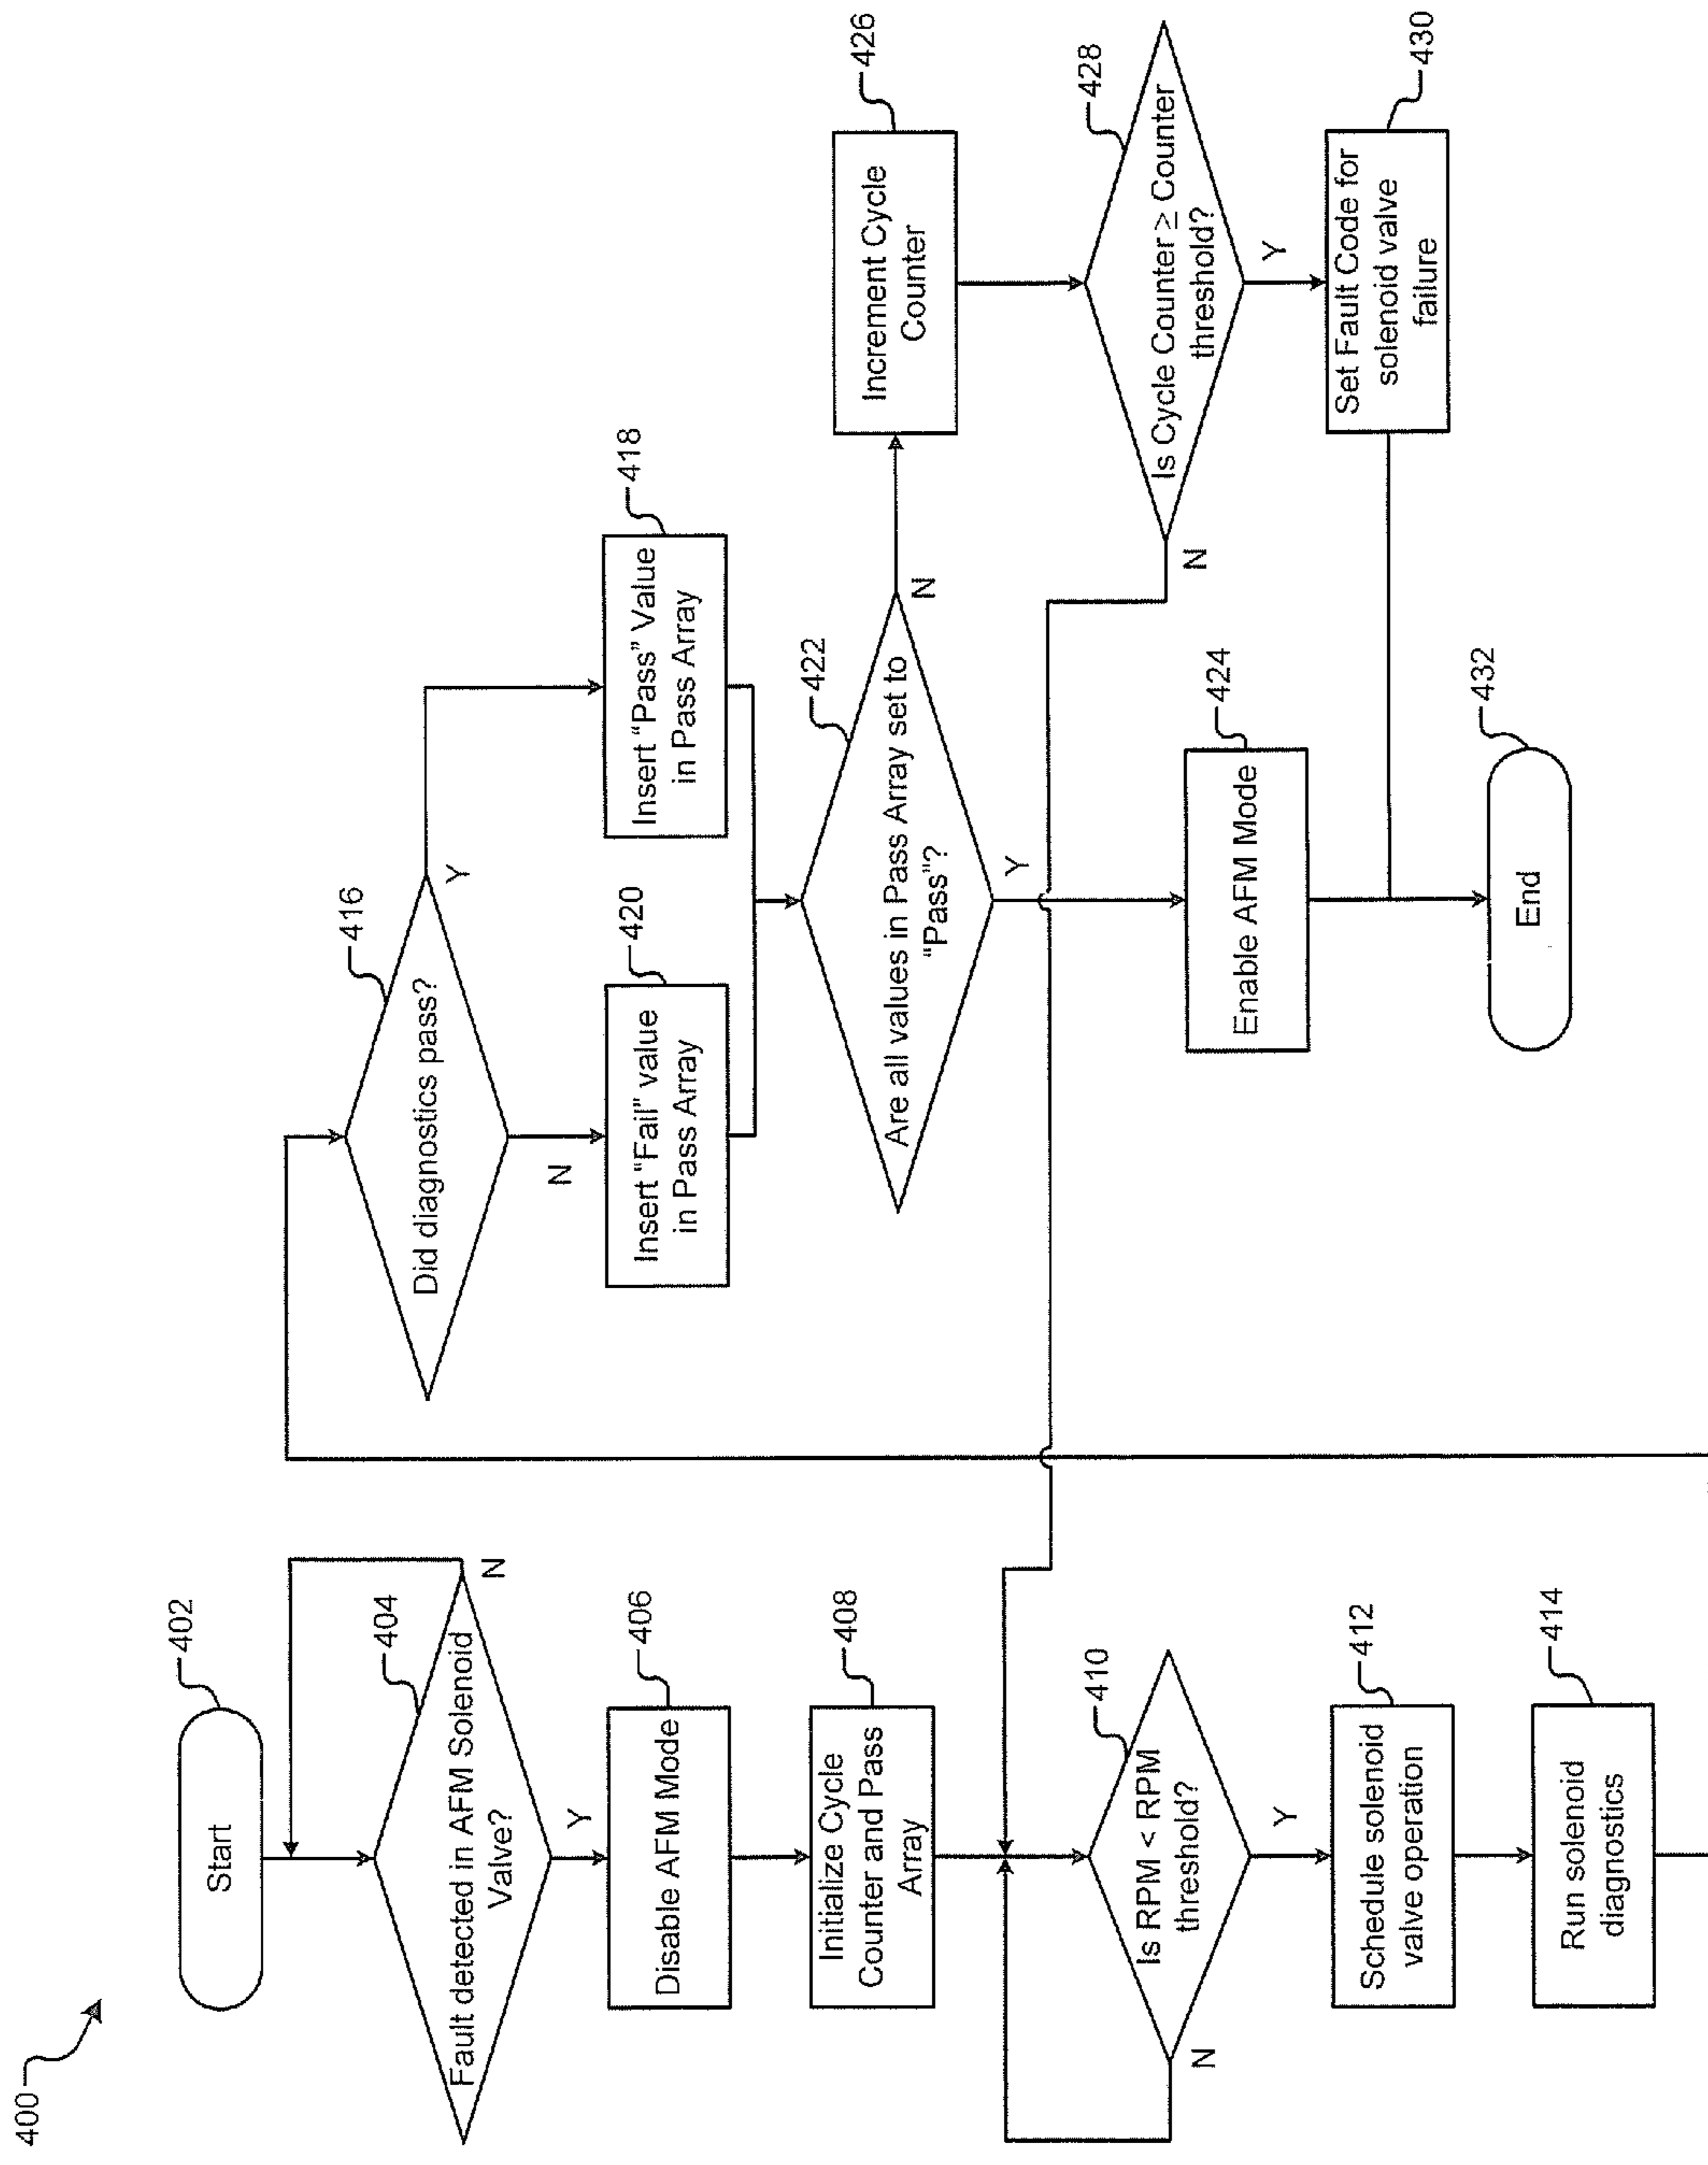 400
Start
402
Fault detected in AFM Solenoid
Valve?
404
N
Y
Disable AFM Mode
406
Initialize Cycle
Counter and Pass
Array
408
Is RPM < RPM
threshold?
410
N
Y
Schedule solenoid
valve operation
412
Run solenoid
diagnostics
414
Did diagnostics pass?
416
Y
N
Insert "Fail" value
in Pass Array
420
Insert “Pass” Value
in Pass Array
418
Are all values in Pass Array set to
“Pass”?
422
N
Y
Enable AFM Mode
424
Increment Cycle
Counter
426
Is Cycle Counter ≥ Counter
threshold?
428
N
Y
Set Fault Code for
solenoid valve
failure
430
End
432